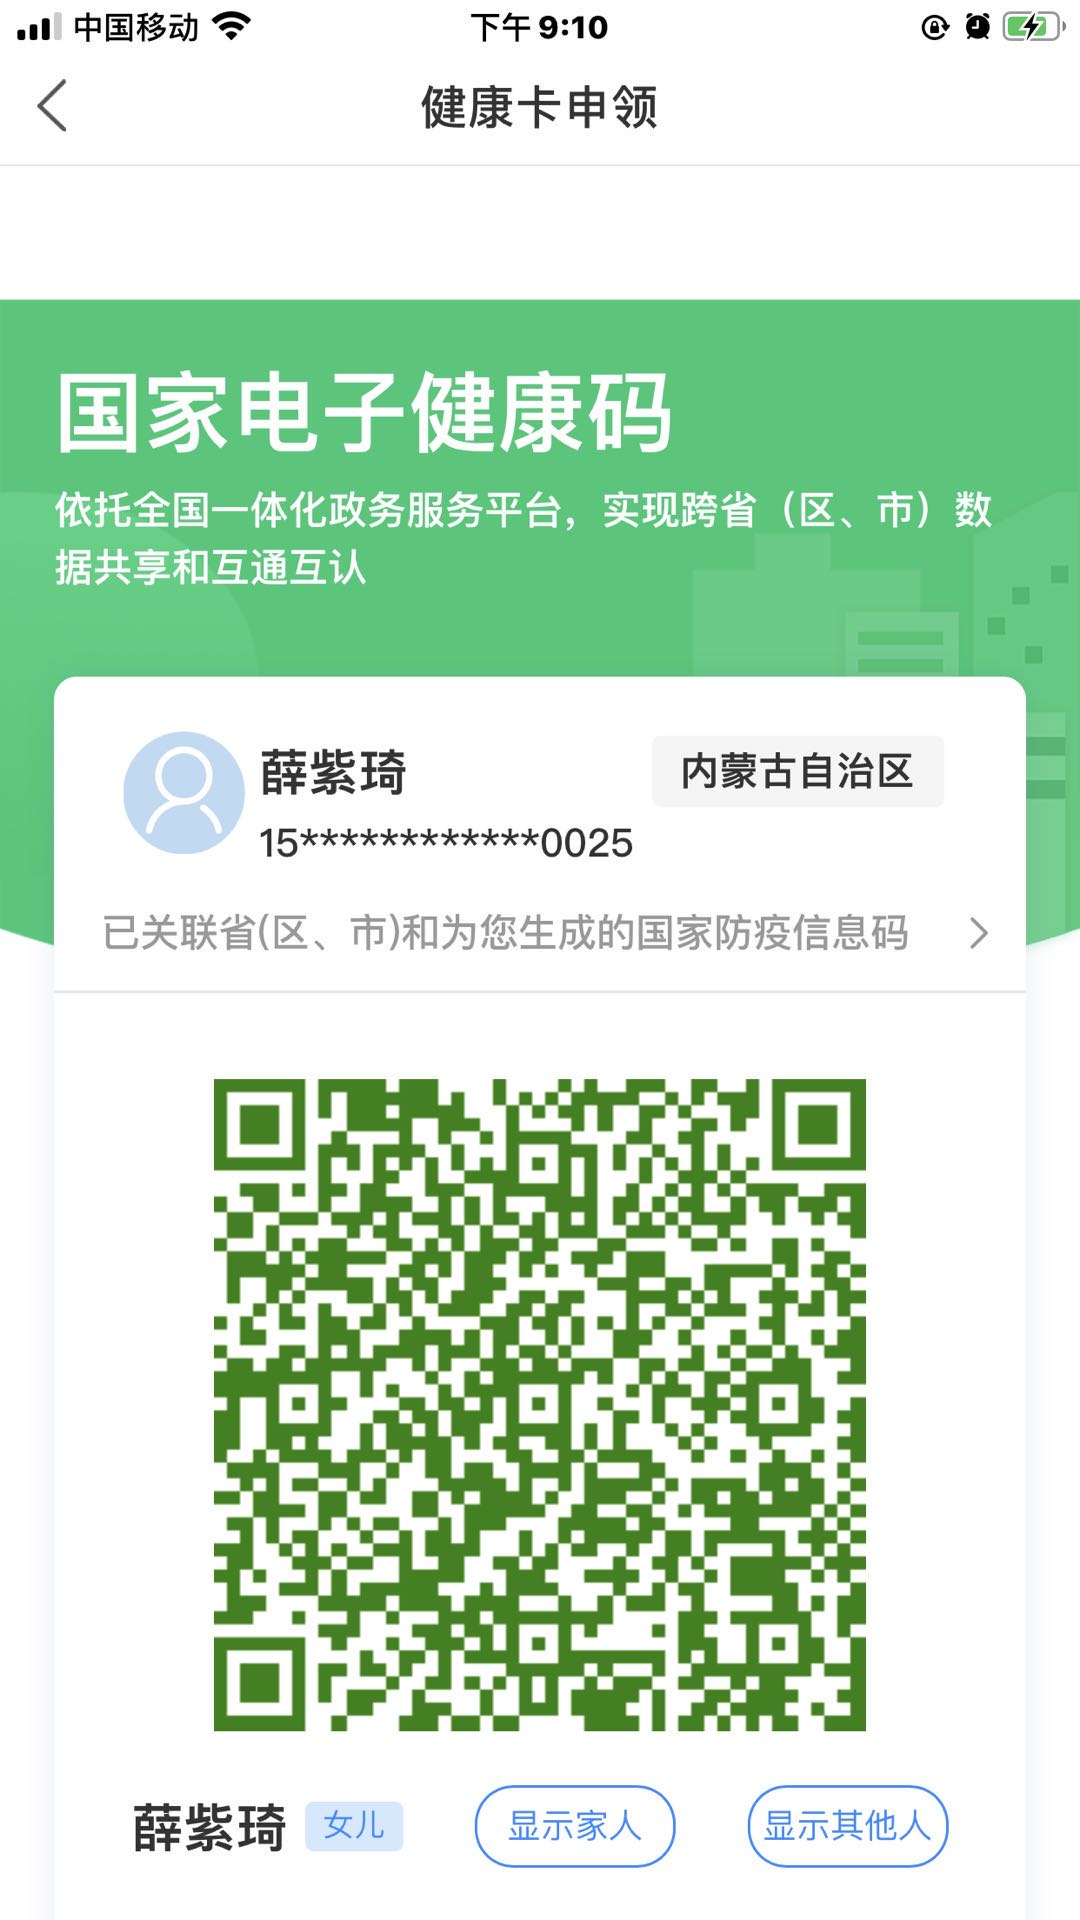 中国移动
下午 9:10
健康卡申领
国家电子健康码
依托全国一体化政务服务平台，实现跨省（区、市）数
据共享和互通互认
薛紫琦
内蒙古自治区
15************0025
已关联省(区、市)和为您生成的国家防疫信息码
薛紫琦
女儿
显示家人
显示其他人